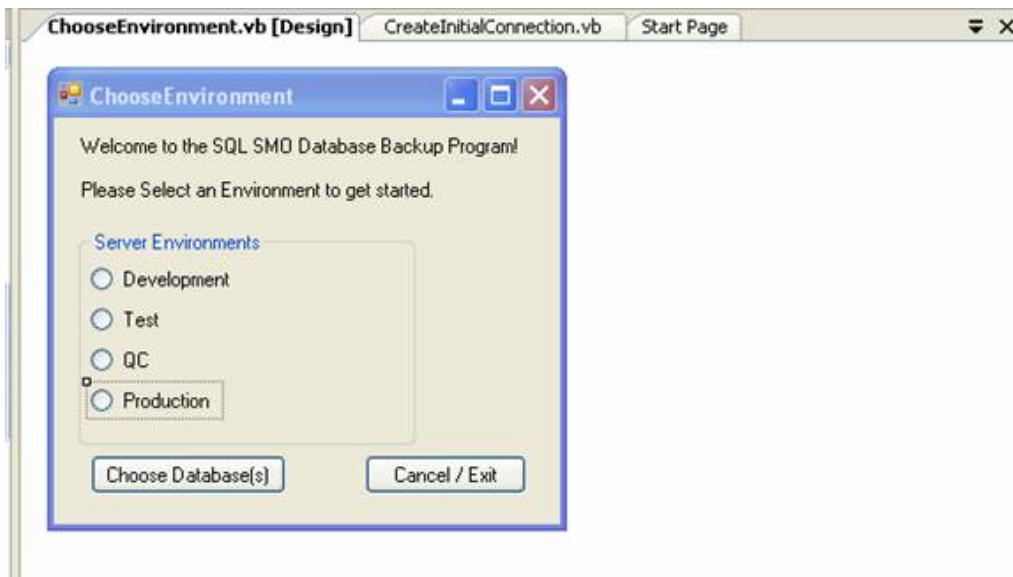 ChooseEnvironment.vb [Design] CreateInitialConnection.vb Start Page
ChooseEnvironment
Welcome to the SQL SMO Database Backup Program!
Please Select an Environment to get started.
Server Environments
Development
Test
QC
Production
Choose Database(s) Cancel / Exit